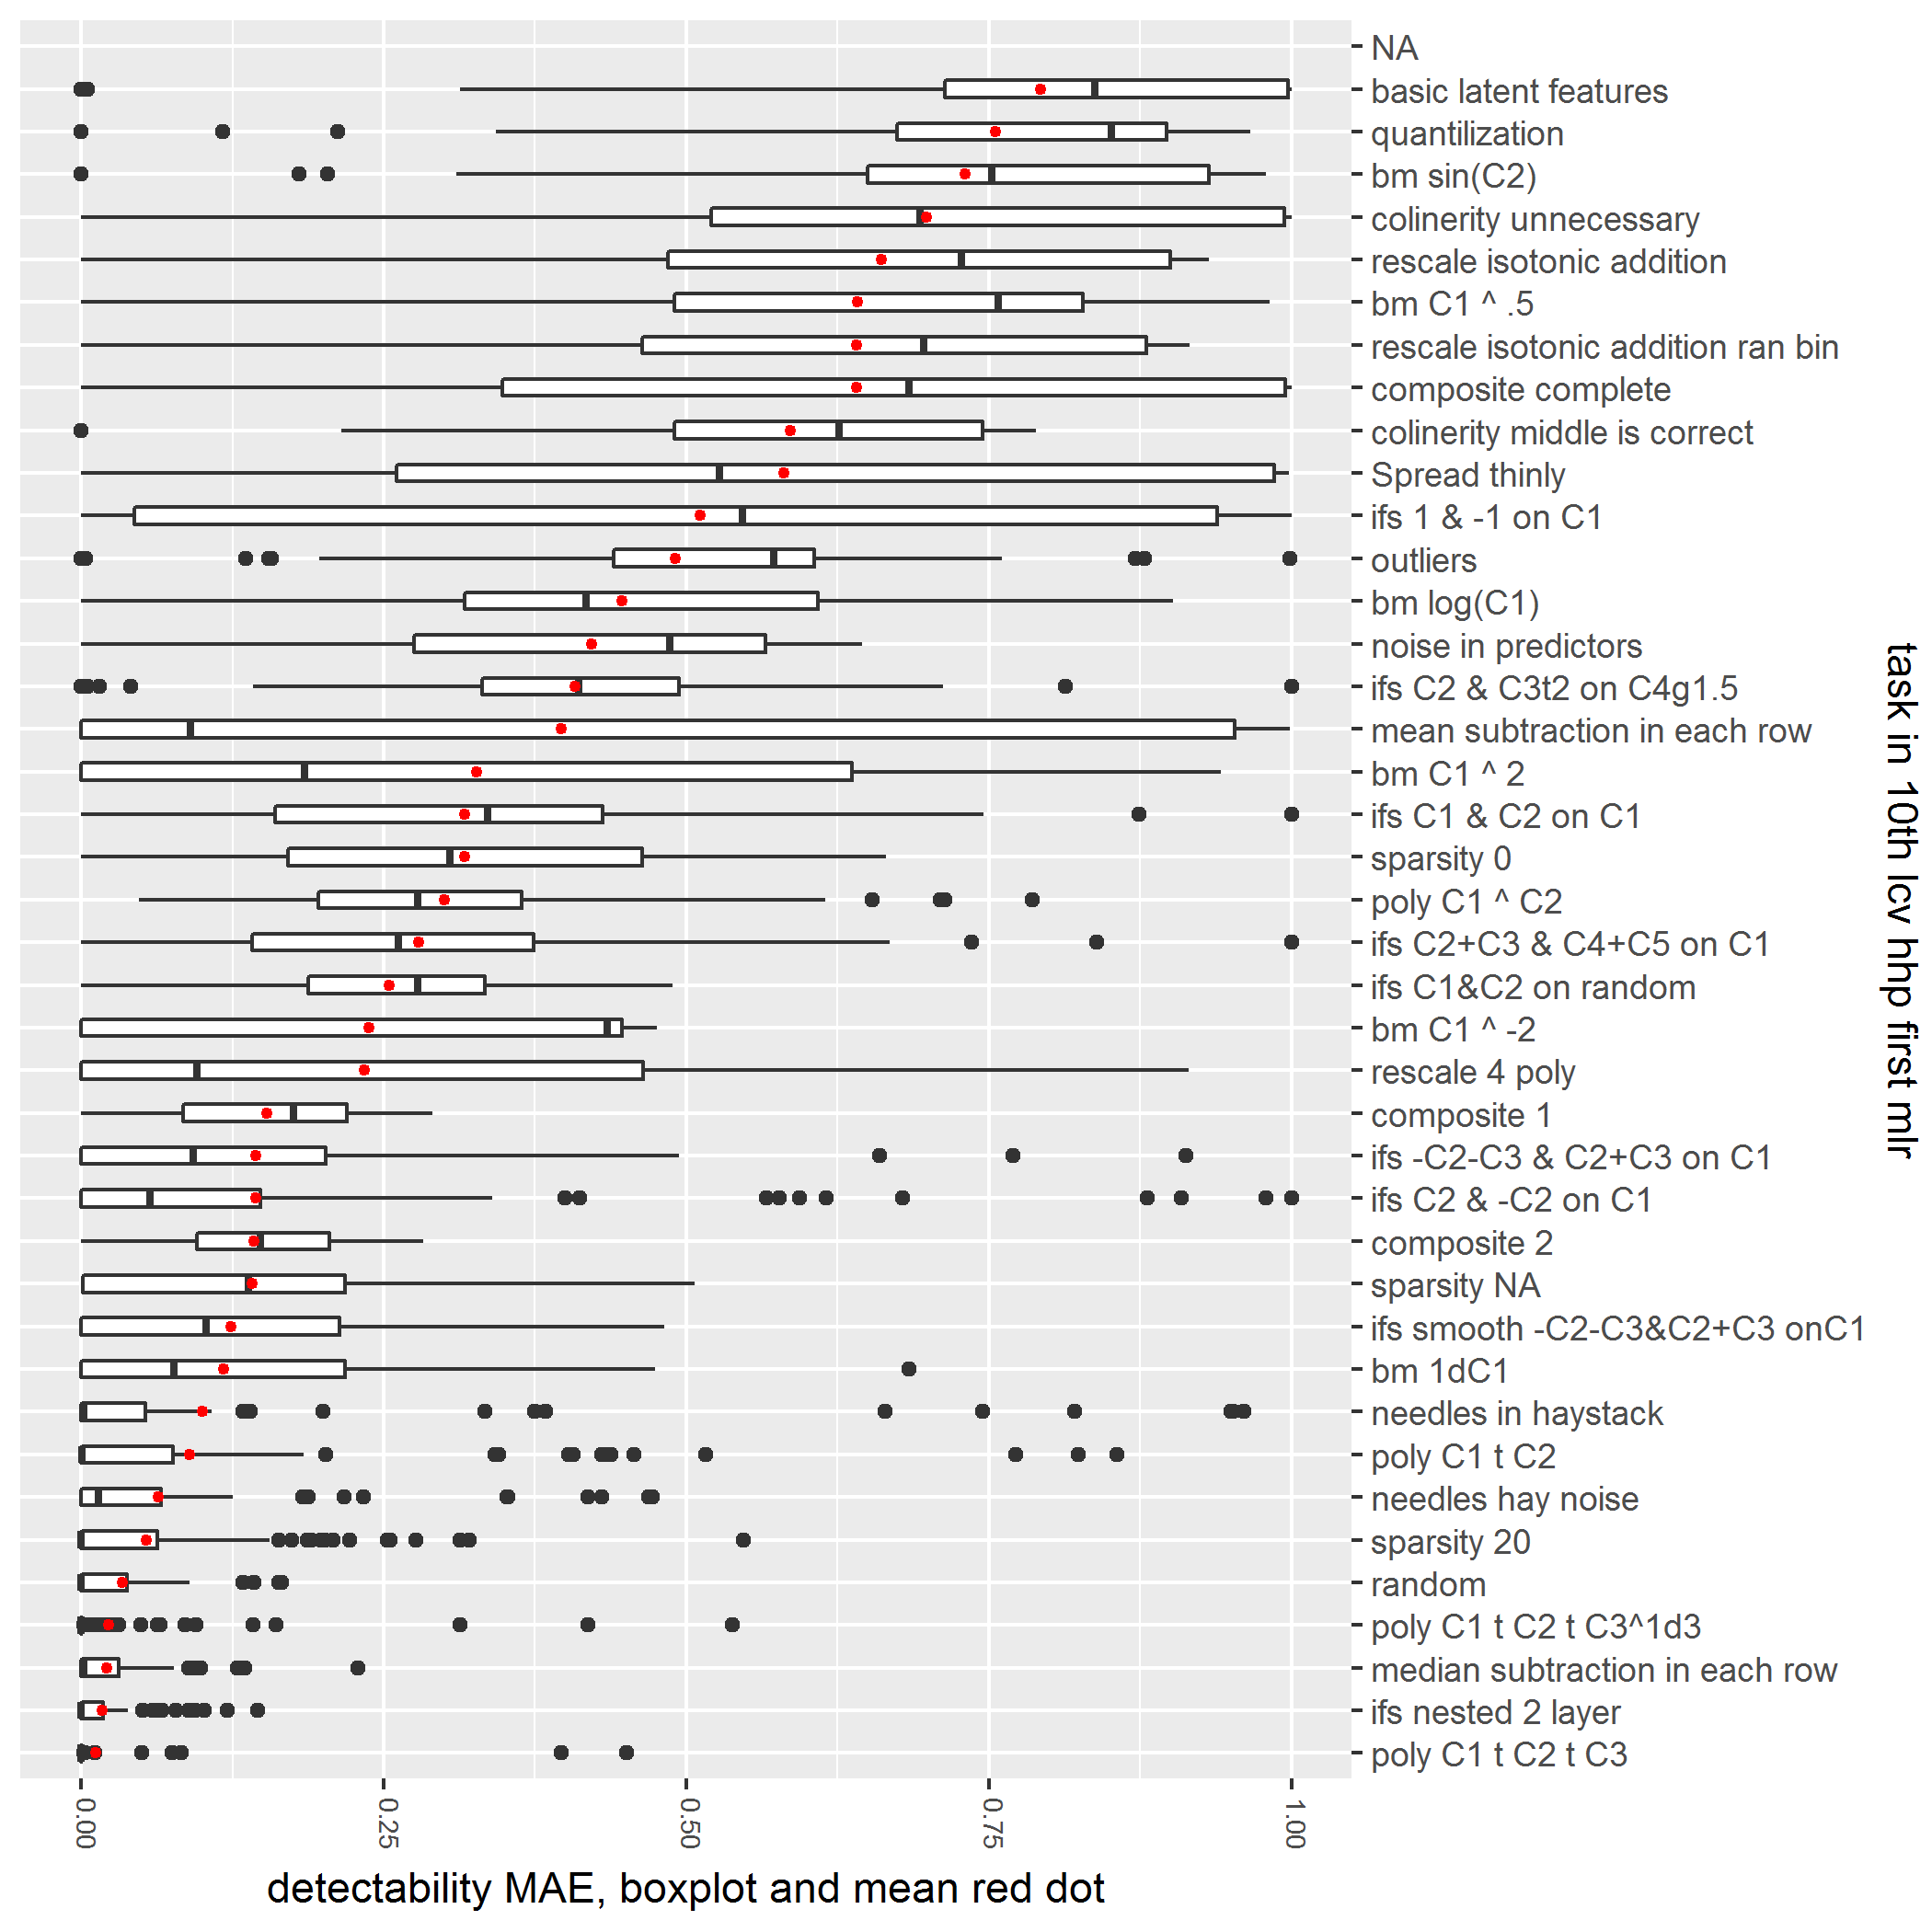 NA
basic latent features
quantilization
bm sin(C2)
colinerity unnecessary
rescale isotonic addition
bm C1 ^ .5
rescale isotonic addition ran bin
composite complete
colinerity middle is correct
Spread thinly
ifs 1 & -1 on C1
outliers
bm log(C1)
noise in predictors
ifs C2 & C3t2 on C4g1.5
mean subtraction in each row
bm C1 ^ 2
ifs C1 & C2 on C1
sparsity 0
poly C1 ^ C2
ifs C2+C3 & C4+C5 on C1
ifs C1&C2 on random
bm C1 ^ -2
rescale 4 poly
composite 1
ifs -C2-C3 & C2+C3 on C1
ifs C2 & -C2 on C1
composite 2
sparsity NA
ifs smooth -C2-C3&C2+C3 onC1
bm 1dC1
needles in haystack
poly C1 t C2
needles hay noise
sparsity 20
random
poly C1 t C2 t C3^1d3
median subtraction in each row
ifs nested 2 layer
poly C1 t C2 t C3
task in 10th lcv hhp first mlr
0.00
0.25
0.50
0.75
1.00
detectability MAE, boxplot and mean red dot